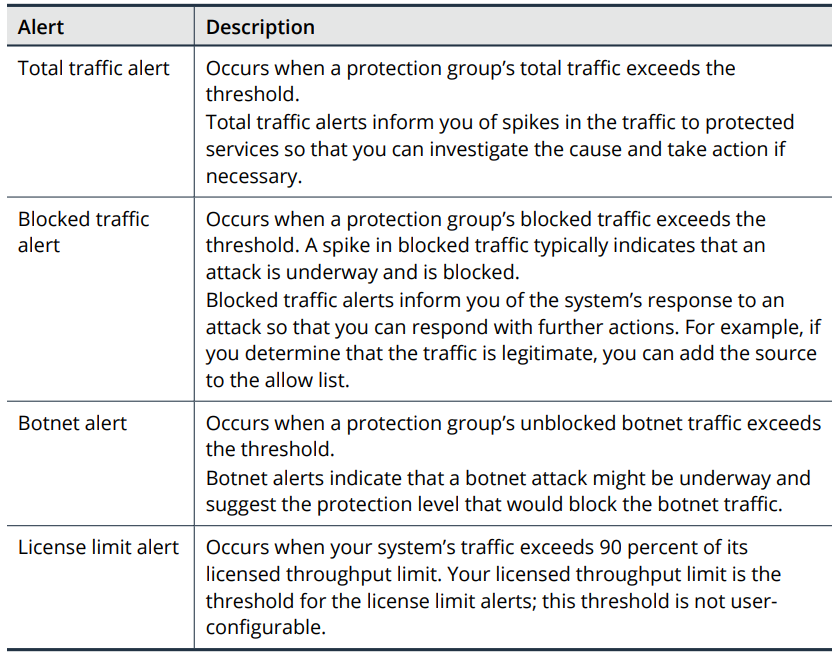 Alert Description
Total traffic alert Occurs when a protection group's total traffic exceeds the
threshold.
Total traffic alerts inform you of spikes in the traffic to protected
services so that you can investigate the cause and take action if
necessary.
Blocked traffic Occurs when a protection group's blocked traffic exceeds the
alert threshold. A spike in blocked traffic typically indicates that an
attack is underway and is blocked.
Blocked traffic alerts inform you of the system's response to an
attack so that you can respond with further actions. For example, if
you determine that the traffic is legitimate, you can add the source
to the allow list.
Botnet alert Occurs when a protection group's unblocked botnet traffic exceeds
the threshold.
Botnet alerts indicate that a botnet attack might be underway and
suggest the protection level that would block the botnet traffic.
License limit alert Occurs when your system's traffic exceeds 90 percent of its
licensed throughput limit. Your licensed throughput limit is the
threshold for the license limit alerts; this threshold is not user-
configurable.